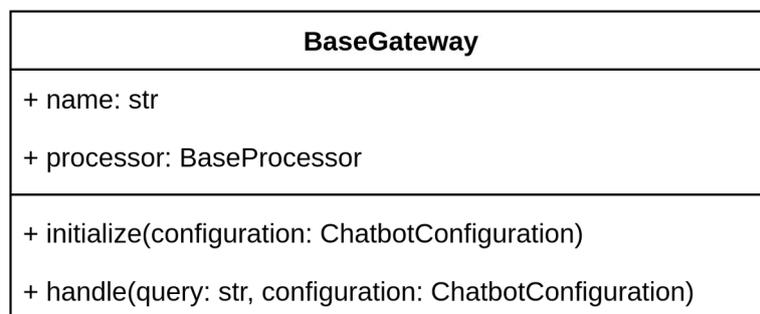 BaseGateway
+ name: str
+ processor: BaseProcessor
+ initialize(configuration: ChatbotConfiguration)
+ handle(query: str, configuration: ChatbotConfiguration)